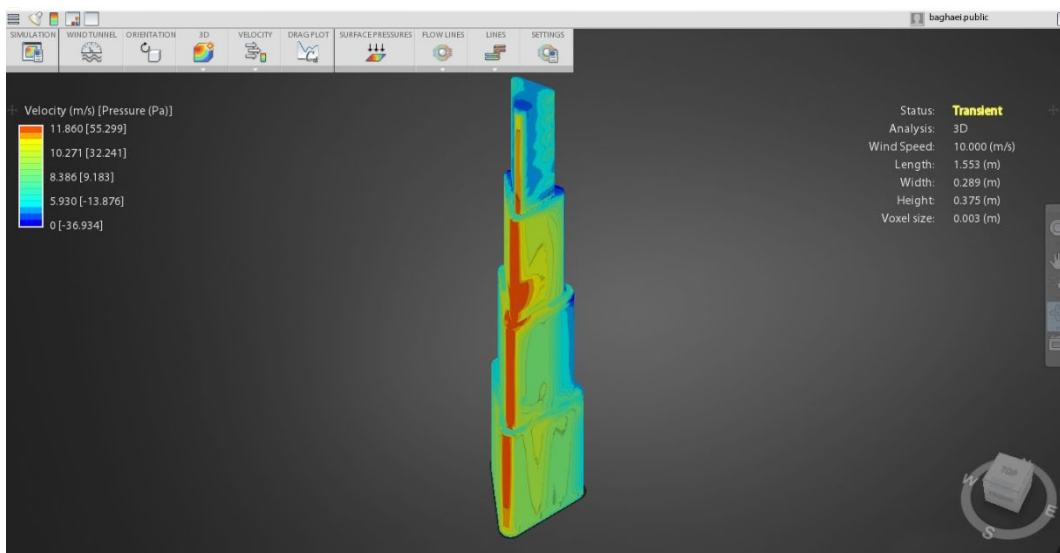 baghaei.public
SIMULATION WIND TUNNEL ORIENTATION 3D VELOCITY DRAG PLOT SURFACE PRESSURES FLOW LINES LINES SETTINGS
Velocity (m/s) [Pressure (Pa)]
11.860 [55.299]
10.271 [32.241]
8.386 [9.183]
5.930 [-13.876]
0 [-36.934]
Status: Transient
Analysis: 3D
Wind Speed: 10.000 (m/s)
Length: 1.553 (m)
Width: 0.289 (m)
Height: 0.375 (m)
Voxel size: 0.003 (m)
TOP
W
E
S